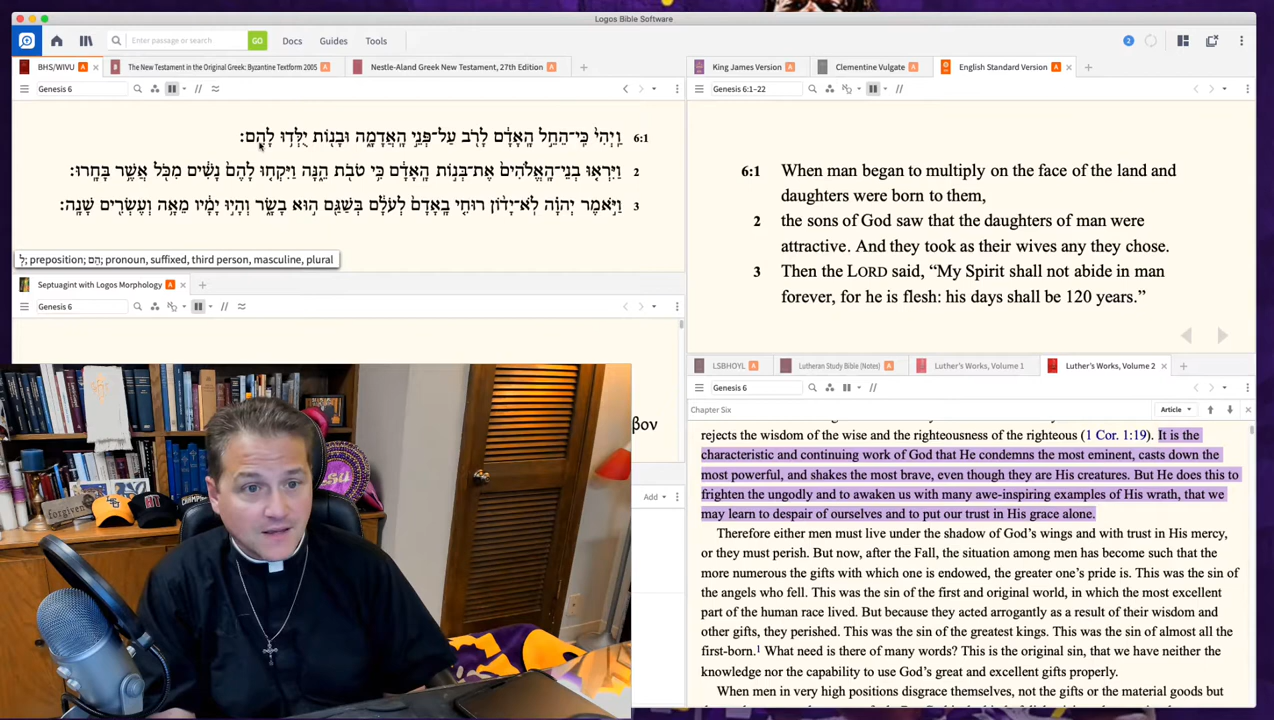 Logos Bible Software
Enter passage or search GO Docs Guides Tools 2
BHS/WIVU A The New Testament in the Original Greek: Byzantine Textform 2005 A Nestle-Aland Greek New Testament, 27th Edition A
Genesis 6
6:1 וַֽיְהִי֙ כִּֽי־הֵחֵ֣ל הָֽאָדָ֔ם לָרֹ֖ב עַל־פְּנֵ֣י הָֽאֲדָמָ֑ה וּבָנ֖וֹת יֻלְּד֥וּ לָהֶֽם׃
2 וַיִּרְא֤וּ בְנֵי־הָֽאֱלֹהִים֙ אֶת־בְּנ֣וֹת הָֽאָדָ֔ם כִּ֥י טֹבֹ֖ת הֵ֑נָּה וַיִּקְח֤וּ לָהֶם֙ נָשִׁ֔ים מִכֹּ֖ל אֲשֶׁ֥ר בָּחָֽרוּ׃
3 וַיֹּ֣אמֶר יְהוָ֗ה לֹֽא־יָד֨וֹן רוּחִ֤י בָֽאָדָם֙ לְעֹלָ֔ם בְּשַׁגַּ֖ם ה֣וּא בָשָׂ֑ר וְהָי֣וּ יָמָ֔יו מֵאָ֥ה וְעֶשְׂרִ֖ים שָׁנָֽה׃
לְ; preposition; הֵם; pronoun, suffixed, third person, masculine, plural
Septuagint with Logos Morphology A
Genesis 6
βον
Add
King James Version A Clementine Vulgate A English Standard Version A
Genesis 6:1–22
6:1 When man began to multiply on the face of the land and
daughters were born to them,
2 the sons of God saw that the daughters of man were
attractive. And they took as their wives any they chose.
3 Then the LORD said, “My Spirit shall not abide in man
forever, for he is flesh: his days shall be 120 years.”
LSBHOYL A Lutheran Study Bible (Notes) A Luther’s Works, Volume 1 Luther’s Works, Volume 2
Genesis 6
Chapter Six Article
rejects the wisdom of the wise and the righteousness of the righteous (1 Cor. 1:19). It is the
characteristic and continuing work of God that He condemns the most eminent, casts down the
most powerful, and shakes the most brave, even though they are His creatures. But He does this to
frighten the ungodly and to awaken us with many awe-inspiring examples of His wrath, that we
may learn to despair of ourselves and to put our trust in His grace alone.
Therefore either men must live under the shadow of God’s wings and with trust in His mercy,
or they must perish. But now, after the Fall, the situation among men has become such that the
more numerous the gifts with which one is endowed, the greater one’s pride is. This was the sin of
the angels who fell. This was the sin of the first and original world, in which the most excellent
part of the human race lived. But because they acted arrogantly as a result of their wisdom and
other gifts, they perished. This was the sin of the greatest kings. This was the sin of almost all the
first-born.1 What need is there of many words? This is the original sin, that we have neither the
knowledge nor the capability to use God’s great and excellent gifts properly.
When men in very high positions disgrace themselves, not the gifts or the material goods but